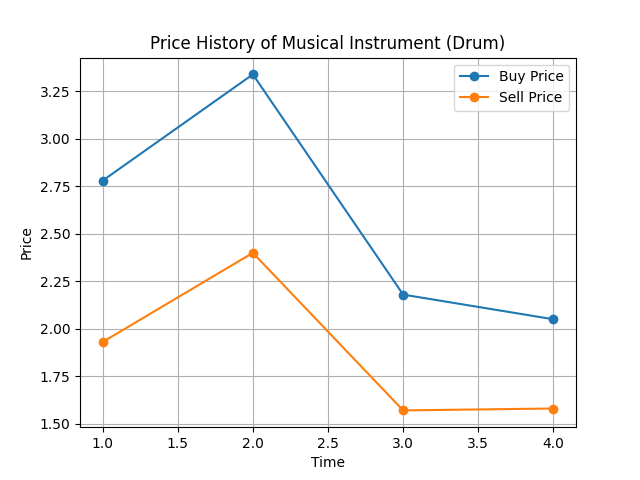 Price History of Musical Instrument (Drum)
Buy Price
Sell Price
Price
3.25
3.00
2.75
2.50
2.25
2.00
1.75
1.50
1.0 1.5 2.0 2.5 3.0 3.5 4.0
Time